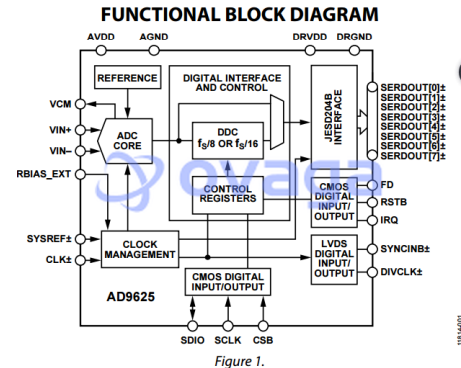 FUNCTIONAL BLOCK DIAGRAM
AVDD AGND DRVDD DRGND
REFERENCE
DIGITAL INTERFACE
AND CONTROL
VCM
VIN+
VIN–
RBIAS_EXT
SYSREF±
CLK±
ADC
CORE
DDC
fS/8 OR fS/16
CONTROL
REGISTERS
CLOCK
MANAGEMENT
CMOS DIGITAL
INPUT/OUTPUT
JESD204B
INTERFACE
CMOS
DIGITAL
INPUT/
OUTPUT
LVDS
DIGITAL
INPUT/
OUTPUT
SERDOUT[0]±
SERDOUT[1]±
SERDOUT[2]±
SERDOUT[3]±
SERDOUT[4]±
SERDOUT[5]±
SERDOUT[6]±
SERDOUT[7]±
FD
RSTB
IRQ
SYNCINB±
DIVCLK±
AD9625
SDIO SCLK CSB
ovaga
Figure 1.
11814-001